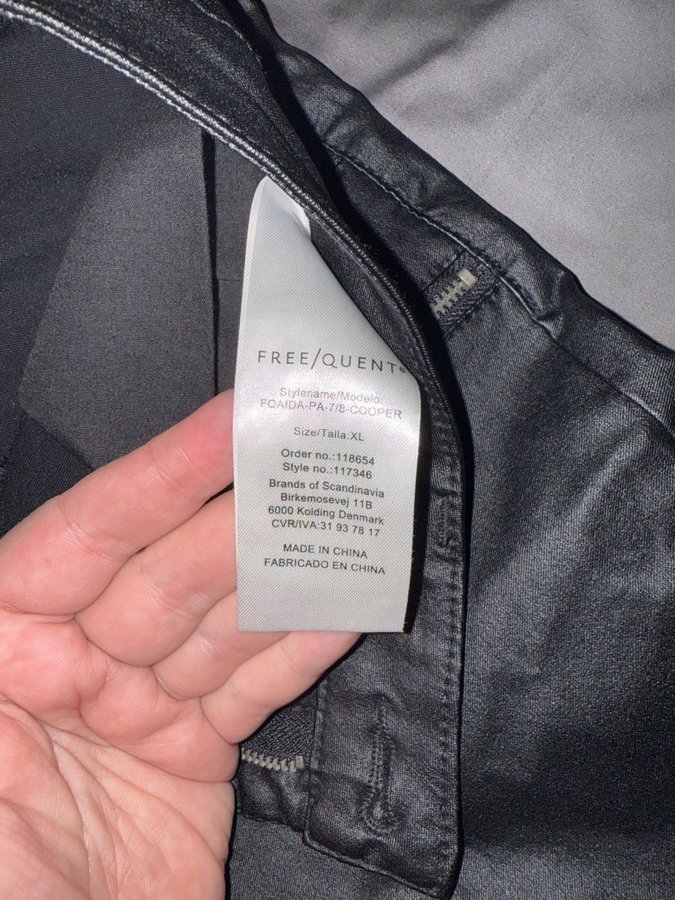 FREE/QUENT®
Stylename/Modelo:
FQAIDA-PA-7/8-COOPER
Size/Talla:XL
Order no.:118654
Style no.:117346
Brands of Scandinavia
Birkemosevej 11B
6000 Kolding Denmark
CVR/IVA:31 93 78 17
MADE IN CHINA
FABRICADO EN CHINA